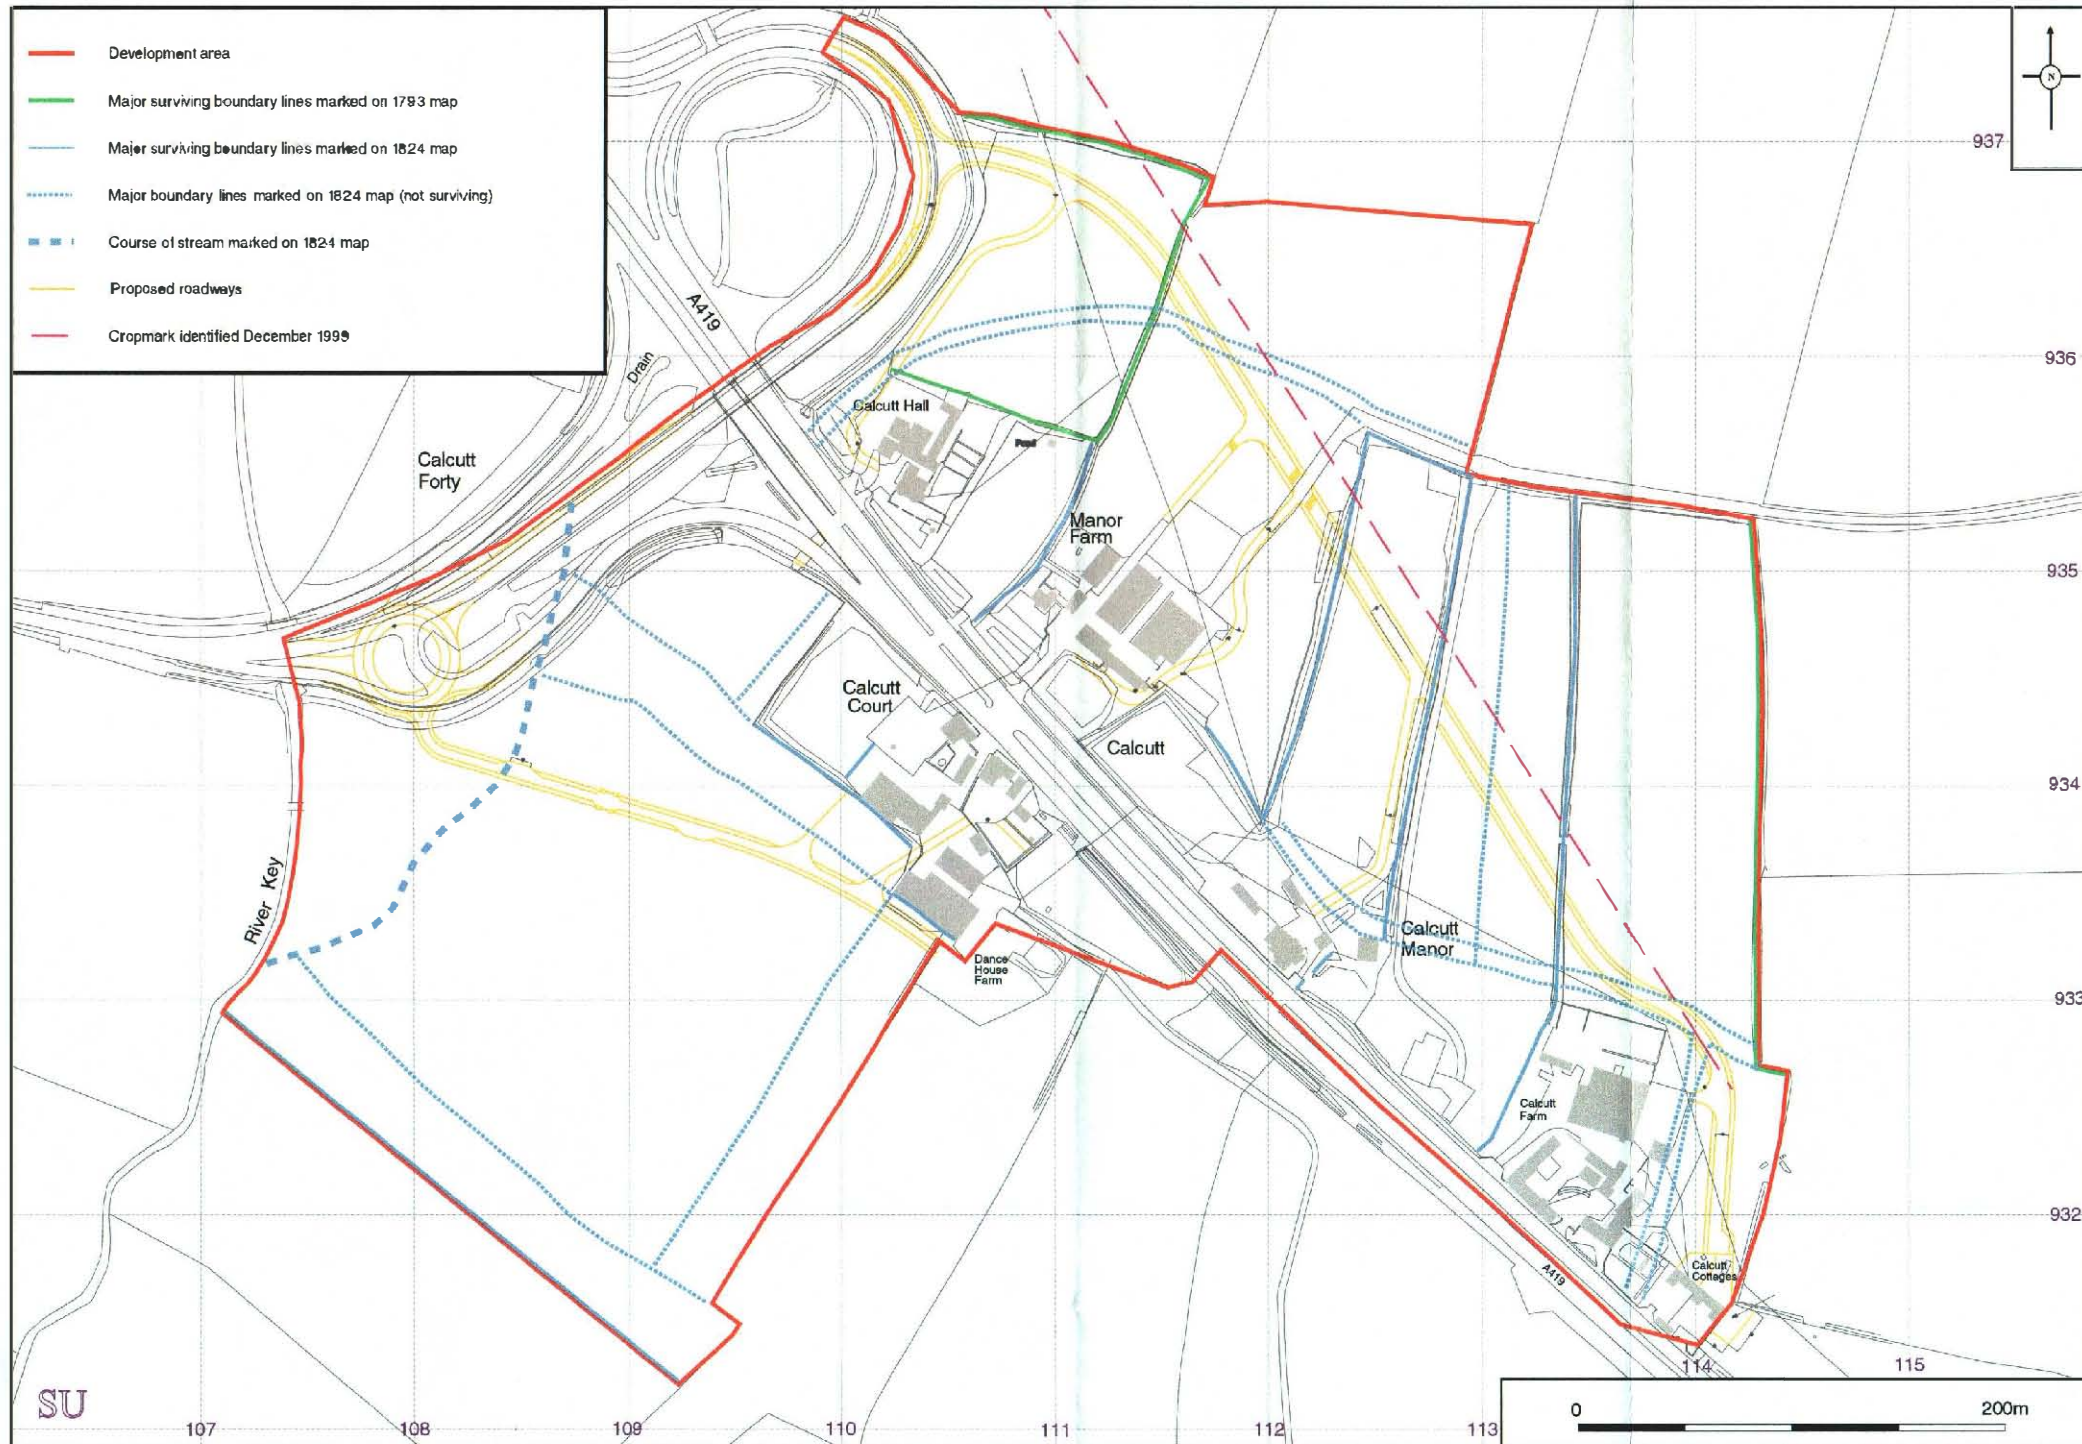 Development area
Major surviving boundary lines marked on 1793 map
Major surviving boundary lines marked on 1824 map
Major boundary lines marked on 1824 map (not surviving)
Course of stream marked on 1824 map
Proposed roadways
Cropmark identified December 1999
N
937
A419
936
Drain
Calcutt Hall
Pond
Calcutt
Forty
Manor
Farm
935
Calcutt
Court
Calcutt
934
River Key
Calcutt
Manor
Dance
House
Farm
933
Calcutt
Farm
932
A419
Calcutt
Cottages
114
115
SU
107
108
109
110
111
112
113
0
200m